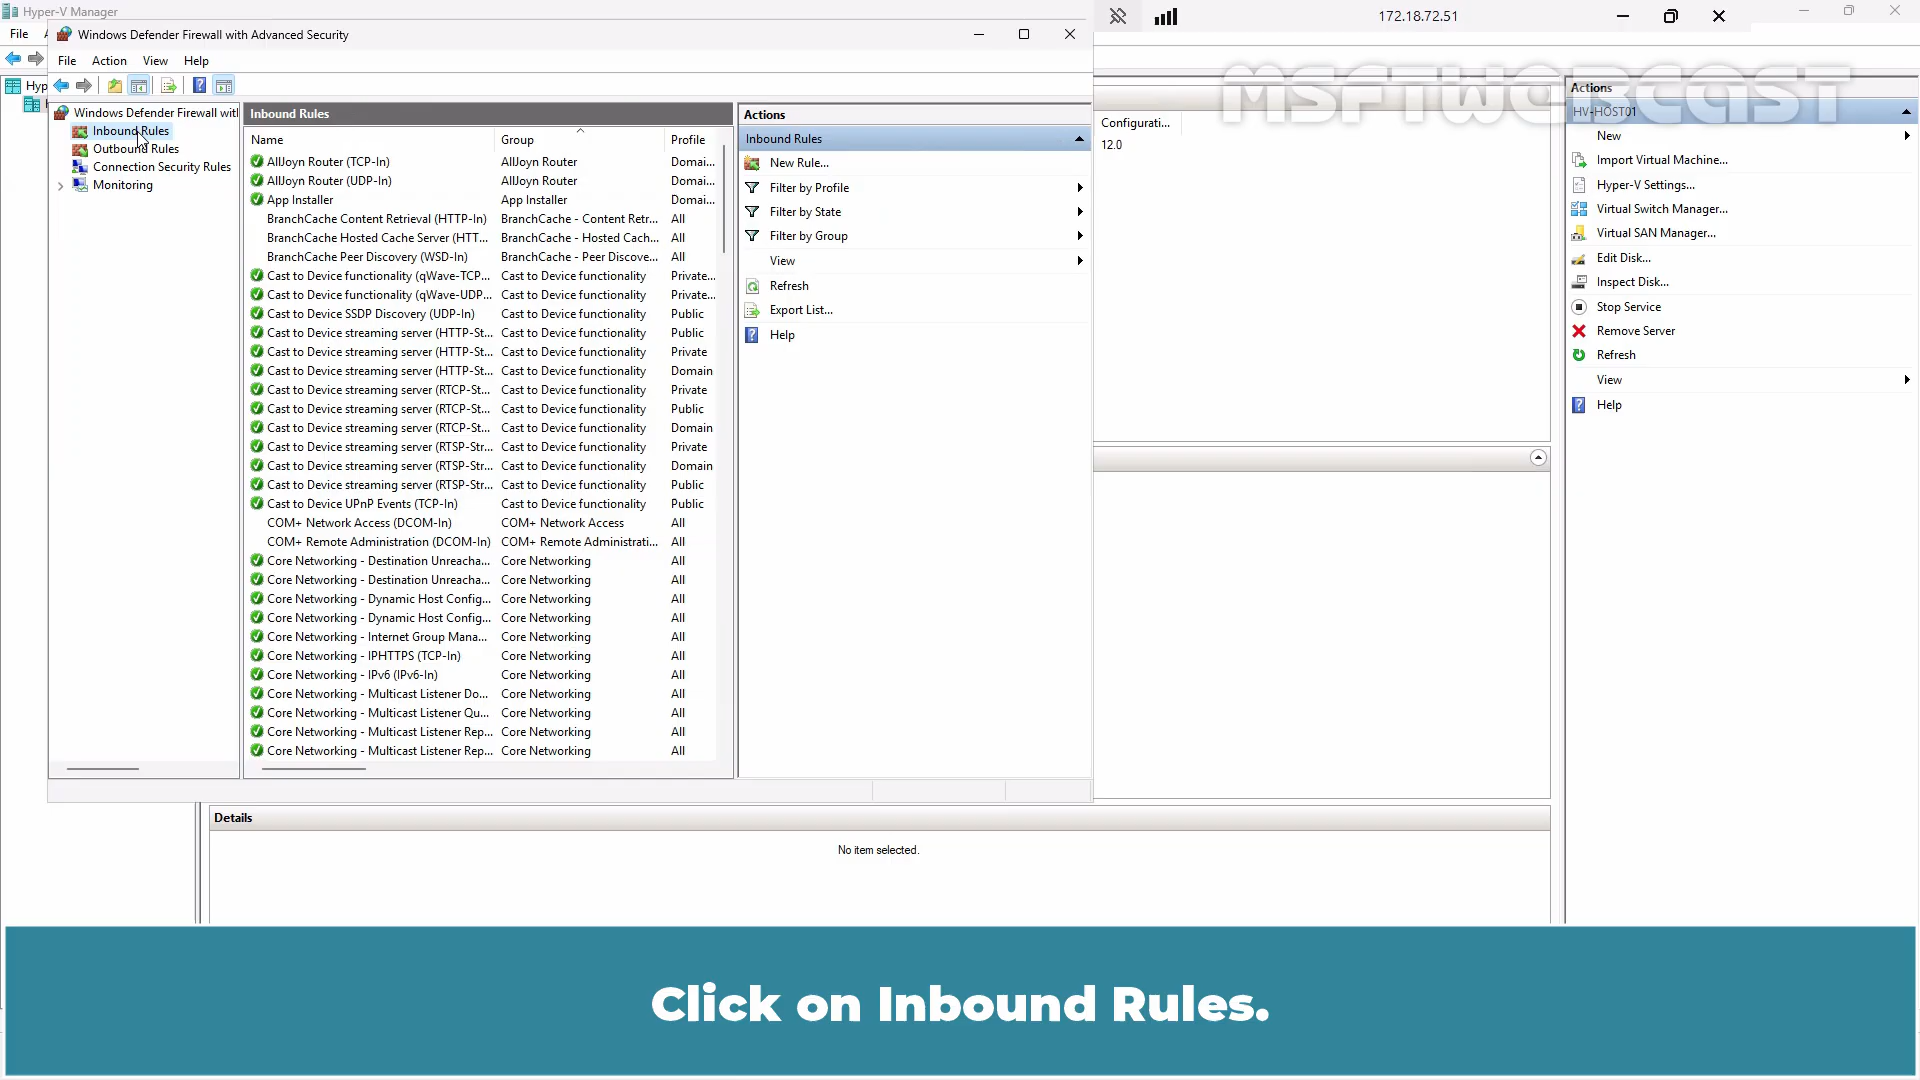 Hyper-V Manager
File
172.18.72.51
Windows Defender Firewall with Advanced Security
File Action View Help
Hyp
MSFTWEBCAST
Windows Defender Firewall wit
Inbound Rules
Outbound Rules
Connection Security Rules
Monitoring
Inbound Rules
Name Group Profile
AllJoyn Router (TCP-In) AllJoyn Router Domai...
AllJoyn Router (UDP-In) AllJoyn Router Domai...
App Installer App Installer Domai...
BranchCache Content Retrieval (HTTP-In) BranchCache - Content Retr... All
BranchCache Hosted Cache Server (HTT... BranchCache - Hosted Cach... All
BranchCache Peer Discovery (WSD-In) BranchCache - Peer Discove... All
Cast to Device functionality (qWave-TCP... Cast to Device functionality Private...
Cast to Device functionality (qWave-UDP... Cast to Device functionality Private...
Cast to Device SSDP Discovery (UDP-In) Cast to Device functionality Public
Cast to Device streaming server (HTTP-St... Cast to Device functionality Public
Cast to Device streaming server (HTTP-St... Cast to Device functionality Private
Cast to Device streaming server (HTTP-St... Cast to Device functionality Domain
Cast to Device streaming server (RTCP-St... Cast to Device functionality Private
Cast to Device streaming server (RTCP-St... Cast to Device functionality Public
Cast to Device streaming server (RTCP-St... Cast to Device functionality Domain
Cast to Device streaming server (RTSP-Str... Cast to Device functionality Private
Cast to Device streaming server (RTSP-Str... Cast to Device functionality Domain
Cast to Device streaming server (RTSP-Str... Cast to Device functionality Public
Cast to Device UPnP Events (TCP-In) Cast to Device functionality Public
COM+ Network Access (DCOM-In) COM+ Network Access All
COM+ Remote Administration (DCOM-In) COM+ Remote Administrati... All
Core Networking - Destination Unreacha... Core Networking All
Core Networking - Destination Unreacha... Core Networking All
Core Networking - Dynamic Host Config... Core Networking All
Core Networking - Dynamic Host Config... Core Networking All
Core Networking - Internet Group Mana... Core Networking All
Core Networking - IPHTTPS (TCP-In) Core Networking All
Core Networking - IPv6 (IPv6-In) Core Networking All
Core Networking - Multicast Listener Do... Core Networking All
Core Networking - Multicast Listener Qu... Core Networking All
Core Networking - Multicast Listener Rep... Core Networking All
Core Networking - Multicast Listener Rep... Core Networking All
Actions
Inbound Rules
New Rule...
Filter by Profile
Filter by State
Filter by Group
View
Refresh
Export List...
Help
Configurati...
12.0
Actions
HV-HOST01
New
Import Virtual Machine...
Hyper-V Settings...
Virtual Switch Manager...
Virtual SAN Manager...
Edit Disk...
Inspect Disk...
Stop Service
Remove Server
Refresh
View
Help
Details
No item selected.
Click on Inbound Rules.